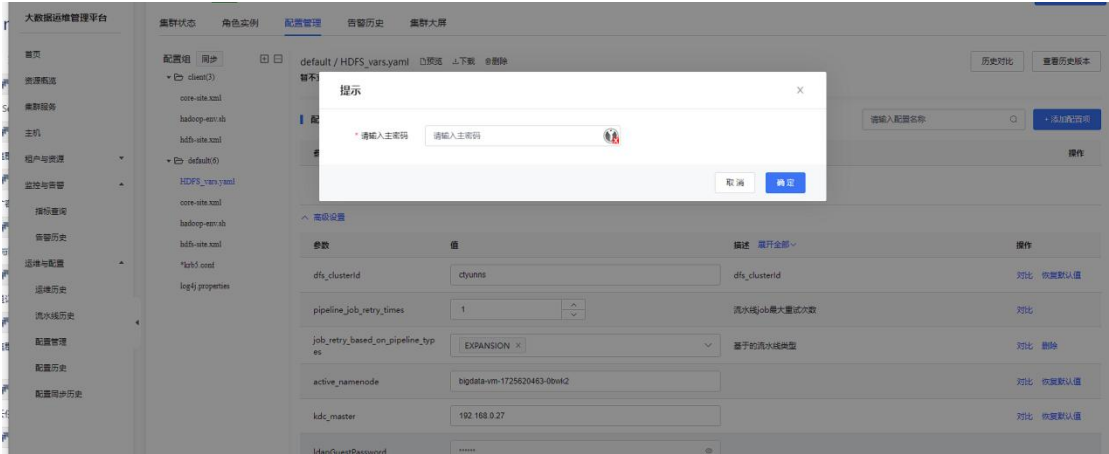 大数据运维管理平台
首页
资源概览
集群服务
主机
租户与资源
监控与告警
指标查询
告警历史
运维与配置
运维历史
流水线历史
配置管理
配置历史
配置同步历史
集群状态 角色实例 配置管理 告警历史 集群大屏
配置组 同步
client(3)
core-site.xml
hadoop-env.sh
hdfs-site.xml
default(6)
HDFS_vars.yaml
core-site.xml
hadoop-env.sh
hdfs-site.xml
*krb5.conf
log4j.properties
default / HDFS_vars.yaml 预览 下载 删除
历史对比 查看历史版本
提示
* 请输入主密码 请输入主密码
取消 确定
请输入配置名称 + 添加配置项
操作
高级设置
参数 值 描述 展开全部 操作
dfs_clusterId ctyunns dfs_clusterId 对比 恢复默认值
pipeline_job_retry_times 1 流水线job最大重试次数 对比
job_retry_based_on_pipeline_typ
es EXPANSION × 基于的流水线类型 对比 删除
active_namenode bigdata-vm-1725620463-0bwk2 对比 恢复默认值
kdc_master 192.168.0.27 对比 恢复默认值
ldapGuestPassword ······